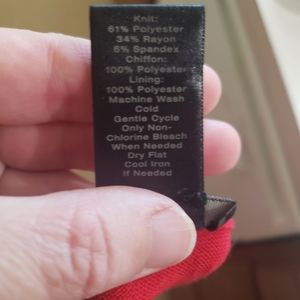 Knit:
61% Polyester
34% Rayon
5% Spandex
Chiffon:
100% Polyester
Lining:
100% Polyester
Machine Wash
Cold
Gentle Cycle
Only Non-
Chlorine Bleach
When Needed
Dry Flat
Cool Iron
If Needed